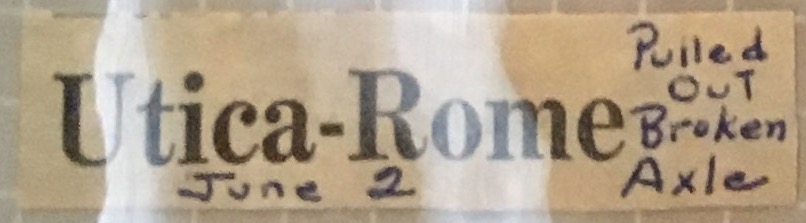 Utica-Rome
June 2
Pulled
OuT
Broken
Axle